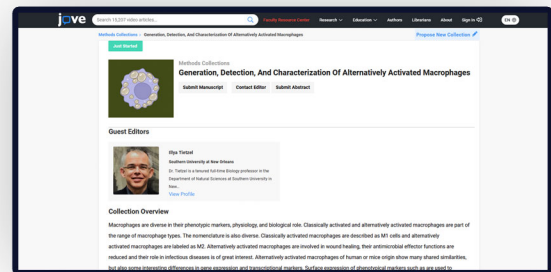 jove
Search 15,237 video articles...
Faculty Resource Center
Research
Education
Authors
Librarians
About
Sign In
EN
Methods Collections > Generation, Detection, And Characterization Of Alternatively Activated Macrophages
Propose New Collection
Just Started
Methods Collections
Generation, Detection, And Characterization Of Alternatively Activated Macrophages
Submit Manuscript Contact Editor Submit Abstract
Guest Editors
Illya Tietzel
Southern University at New Orleans
Dr. Tietzel is a tenured full-time Biology professor in the
Department of Natural Sciences at Southern University in
New...
View Profile
Collection Overview
Macrophages are diverse in their phenotypic markers, physiology, and biological role. Classically activated and alternatively activated macrophages are part of
the range of macrophage types. The nomenclature is also diverse. Classically activated macrophages are described as M1 cells and alternatively
activated macrophages are labeled as M2. Alternatively activated macrophages are involved in wound healing, their antimicrobial effector functions are
reduced and their role in infectious diseases is of great interest. Alternatively activated macrophages of human or mice origin show many shared similarities,
but also some interesting differences in gene expression and transcriptional markers. Surface expression of phenotypical markers such as are used to